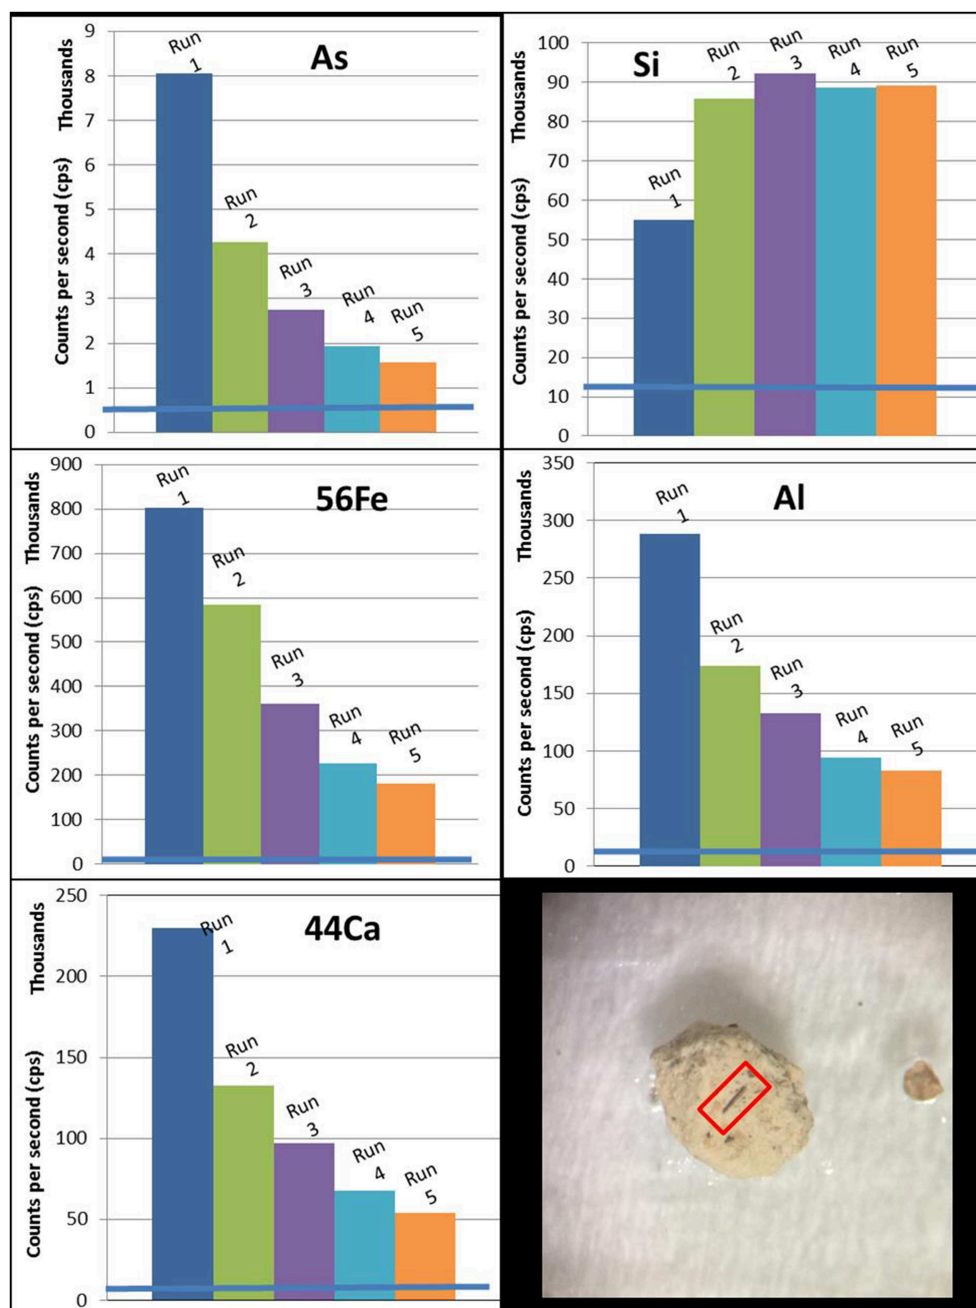 As
Counts per second (cps) Thousands
9
8
7
6
5
4
3
2
1
0
Run 1
Run 2
Run 3
Run 4
Run 5
Si
Counts per second (cps) Thousands
100
90
80
70
60
50
40
30
20
10
0
Run 1
Run 2
Run 3
Run 4
Run 5
56Fe
Counts per second (cps) Thousands
900
800
700
600
500
400
300
200
100
0
Run 1
Run 2
Run 3
Run 4
Run 5
Al
Counts per second (cps) Thousands
350
300
250
200
150
100
50
0
Run 1
Run 2
Run 3
Run 4
Run 5
44Ca
Counts per second (cps) Thousands
250
200
150
100
50
0
Run 1
Run 2
Run 3
Run 4
Run 5